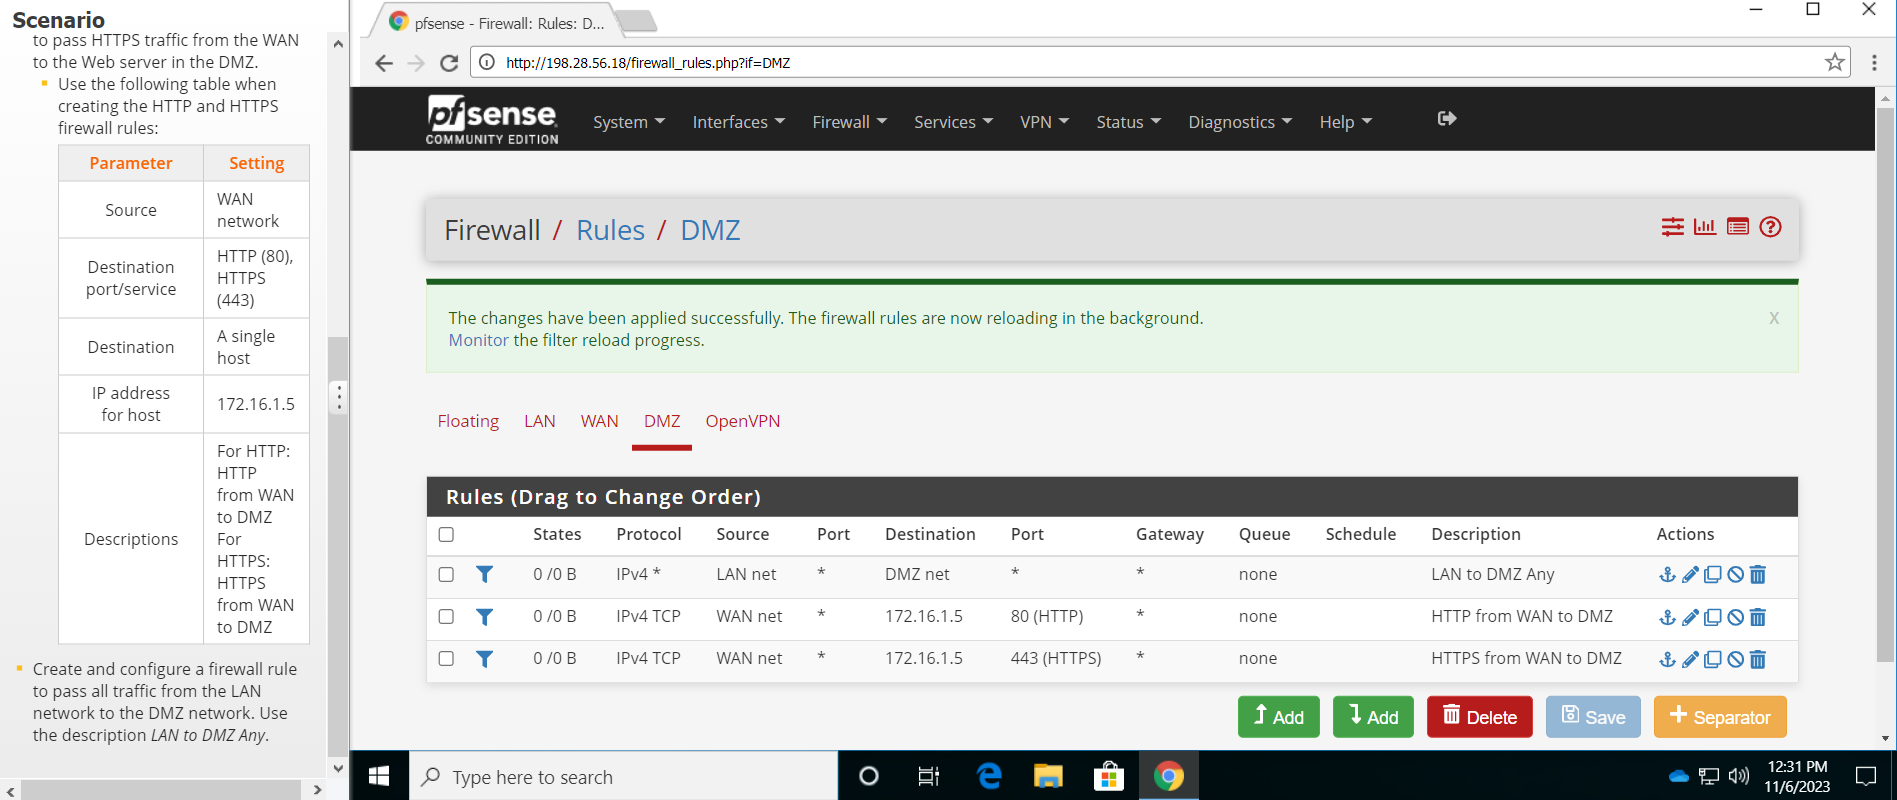 Scenario
to pass HTTPS traffic from the WAN
to the Web server in the DMZ.
Use the following table when
creating the HTTP and HTTPS
firewall rules:
Parameter Setting
Source WAN
network
Destination
port/service HTTP (80),
HTTPS
(443)
Destination A single
host
IP address
for host 172.16.1.5
Descriptions For HTTP:
HTTP
from WAN
to DMZ
For
HTTPS:
HTTPS
from WAN
to DMZ
Create and configure a firewall rule
to pass all traffic from the LAN
network to the DMZ network. Use
the description LAN to DMZ Any.
pfsense - Firewall: Rules: D...
http://198.28.56.18/firewall_rules.php?if=DMZ
pfsense
COMMUNITY EDITION
System Interfaces Firewall Services VPN Status Diagnostics Help
Firewall / Rules / DMZ
The changes have been applied successfully. The firewall rules are now reloading in the background.
Monitor the filter reload progress.
X
Floating LAN WAN DMZ OpenVPN
Rules (Drag to Change Order)
States Protocol Source Port Destination Port Gateway Queue Schedule Description Actions
0 /0 B IPv4 * LAN net * DMZ net * * none LAN to DMZ Any
0 /0 B IPv4 TCP WAN net * 172.16.1.5 80 (HTTP) * none HTTP from WAN to DMZ
0 /0 B IPv4 TCP WAN net * 172.16.1.5 443 (HTTPS) * none HTTPS from WAN to DMZ
Add Add Delete Save Separator
Type here to search
12:31 PM
11/6/2023